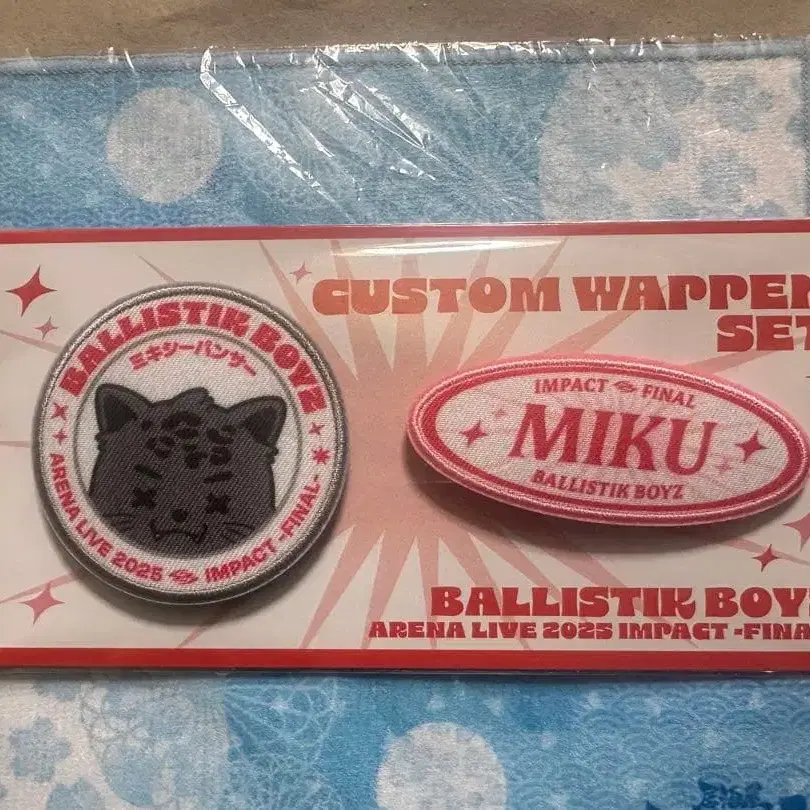 CUSTOM WAPPEN
SET
BALLISTIK BOYZ
ミキシーパンサー
ARENA LIVE 2025 IMPACT -FINAL-
IMPACT FINAL
MIKU
BALLISTIK BOYZ
BALLISTIK BOYZ
ARENA LIVE 2025 IMPACT -FINAL